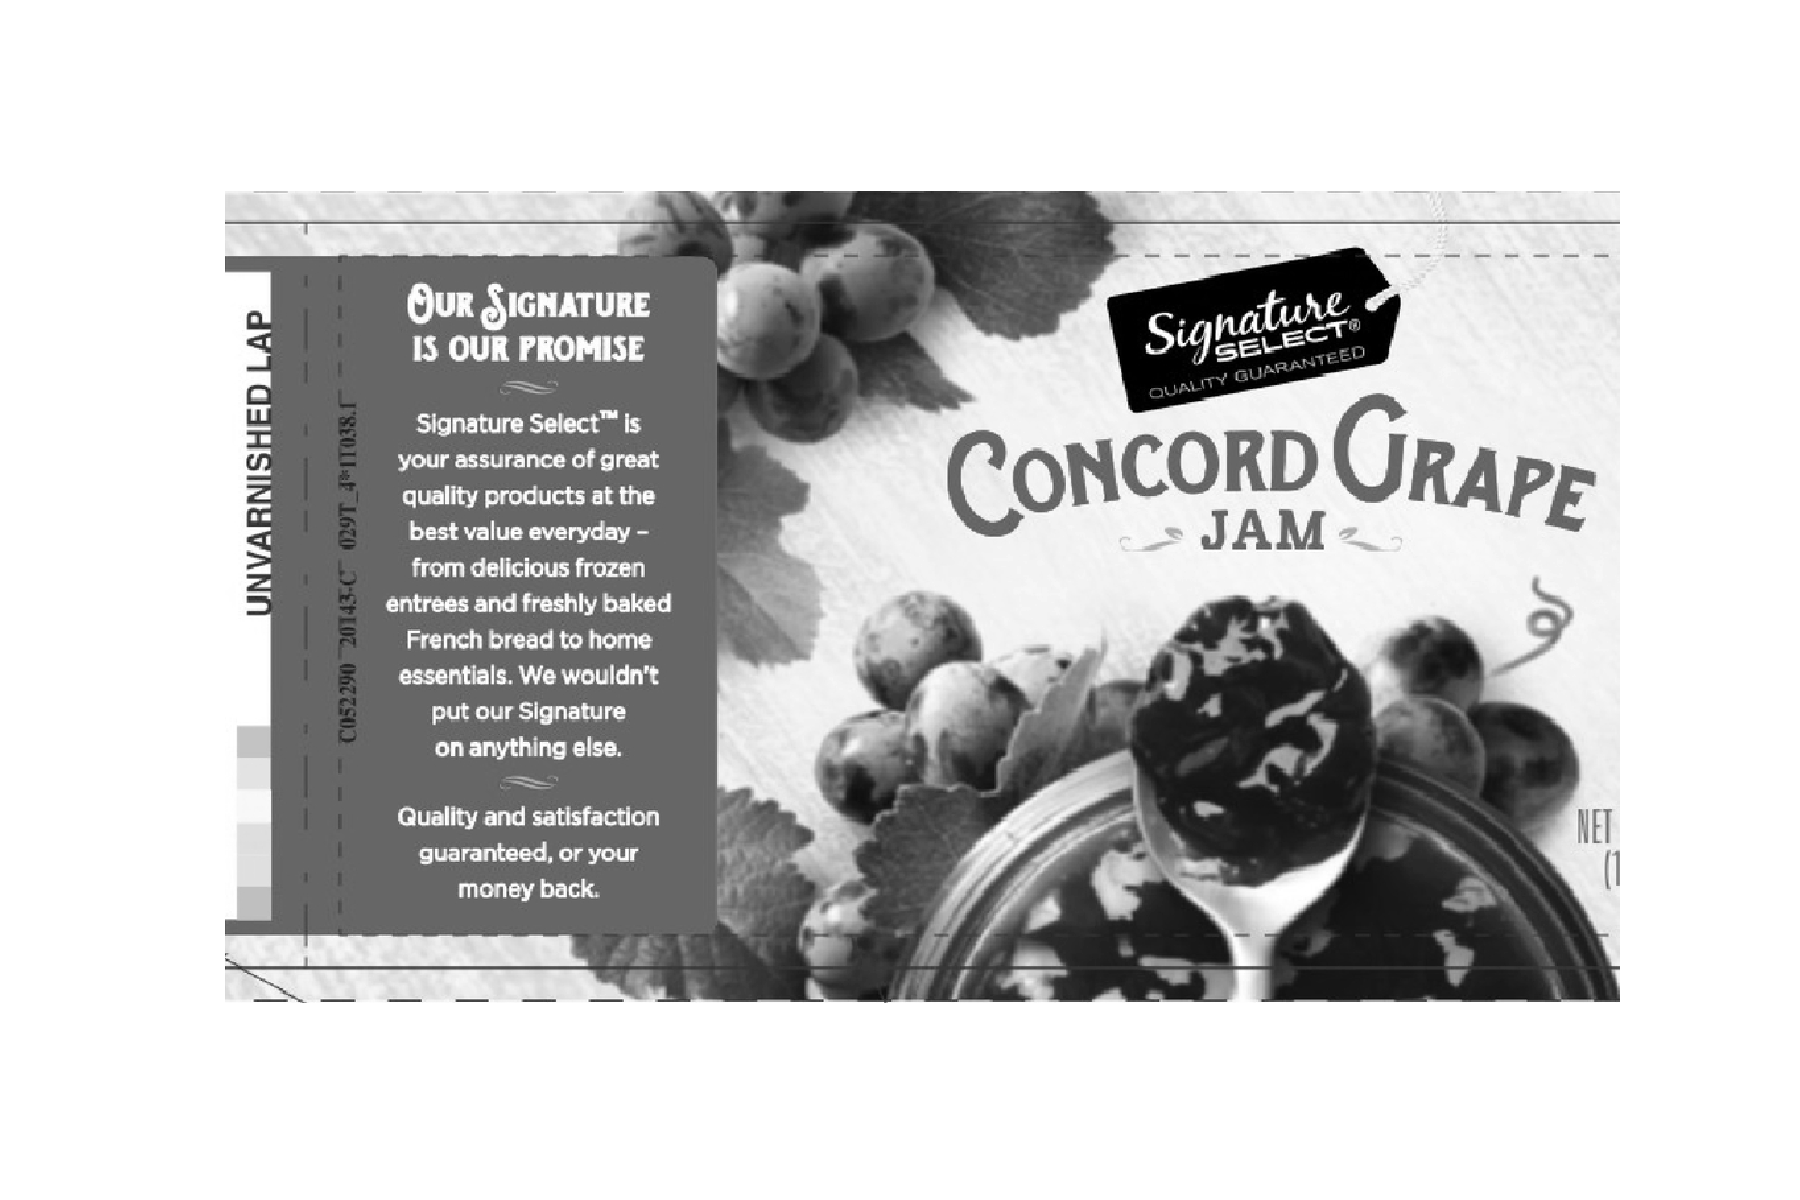 UNVARNISHED LAP
C052290 20143-C 029T_4*11038.1
OUR SIGNATURE
IS OUR PROMISE
Signature Select™ is
your assurance of great
quality products at the
best value everyday –
from delicious frozen
entrees and freshly baked
French bread to home
essentials. We wouldn't
put our Signature
on anything else.
Quality and satisfaction
guaranteed, or your
money back.
Signature
SELECT®
QUALITY GUARANTEED
CONCORD GRAPE
JAM
NET
(1